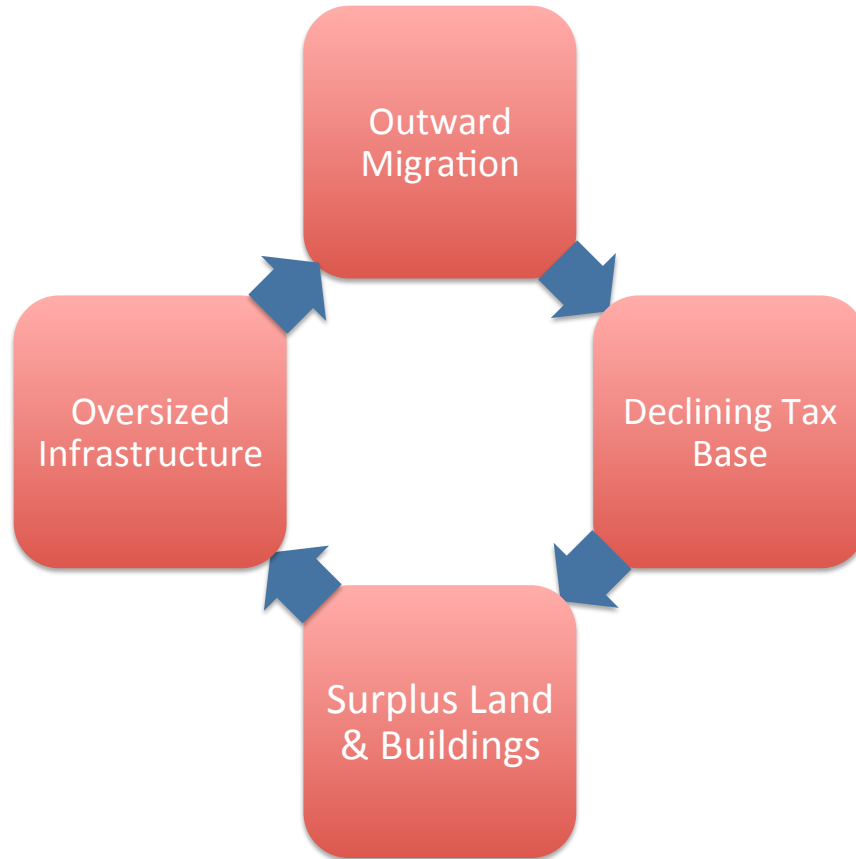 Outward
Migration
Declining Tax
Base
Surplus Land
& Buildings
Oversized
Infrastructure